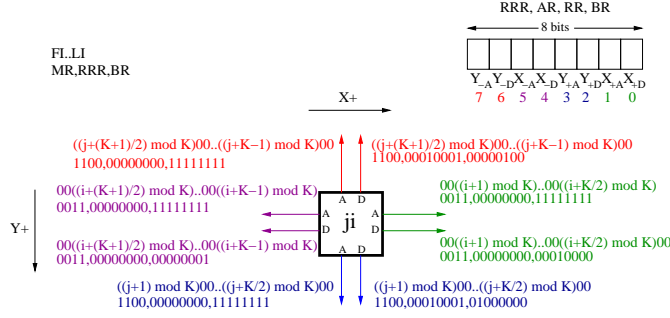 RRR, AR, RR, BR
8 bits
FI..LI
MR,RRR,BR
Y−A Y−D X−A X−D Y+A Y+D X+A X+D
7 6 5 4 3 2 1 0
X+
((j+(K+1)/2) mod K)00..((j+K−1) mod K)00
1100,00000000,11111111
((j+(K+1)/2) mod K)00..((j+K−1) mod K)00
1100,00010001,00000100
00((i+(K+1)/2) mod K)..00((i+K−1) mod K)
0011,00000000,11111111
00((i+1) mod K)..00((i+K/2) mod K)
0011,00000000,11111111
A D
A A
ji
D D
A D
Y+
00((i+(K+1)/2) mod K)..00((i+K−1) mod K)
0011,00000000,00000001
00((i+1) mod K)..00((i+K/2) mod K)00
0011,00000000,00010000
((j+1) mod K)00..((j+K/2) mod K)00
1100,00000000,11111111
((j+1) mod K)00..((j+K/2) mod K)00
1100,00010001,01000000